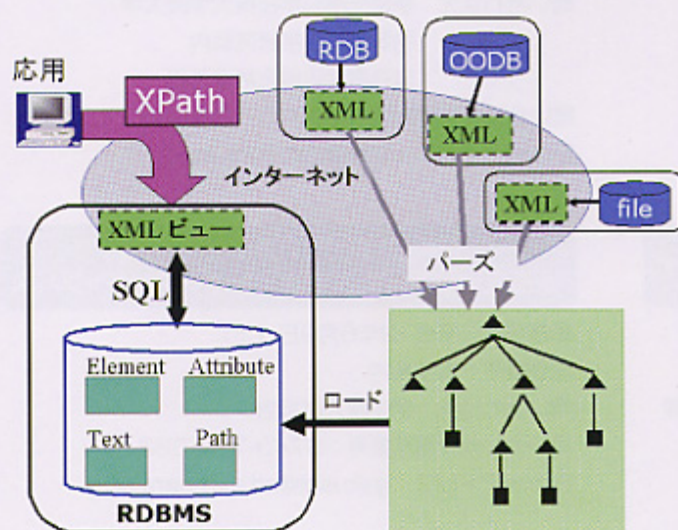 応用
XPath
RDB
XML
OODB
XML
インターネット
XML
file
XML ビュー
パーズ
SQL
Element
Attribute
Text
Path
ロード
RDBMS